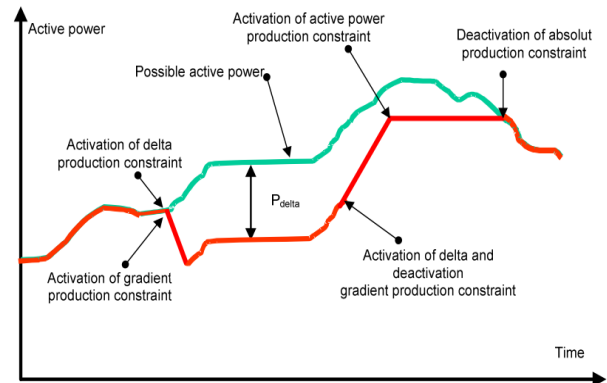 Active power
Activation of active power
production constraint
Deactivation of absolut
production constraint
Possible active power
Activation of delta
production constraint
Pdelta
Activation of gradient
production constraint
Activation of delta and
deactivation
gradient production constraint
Time